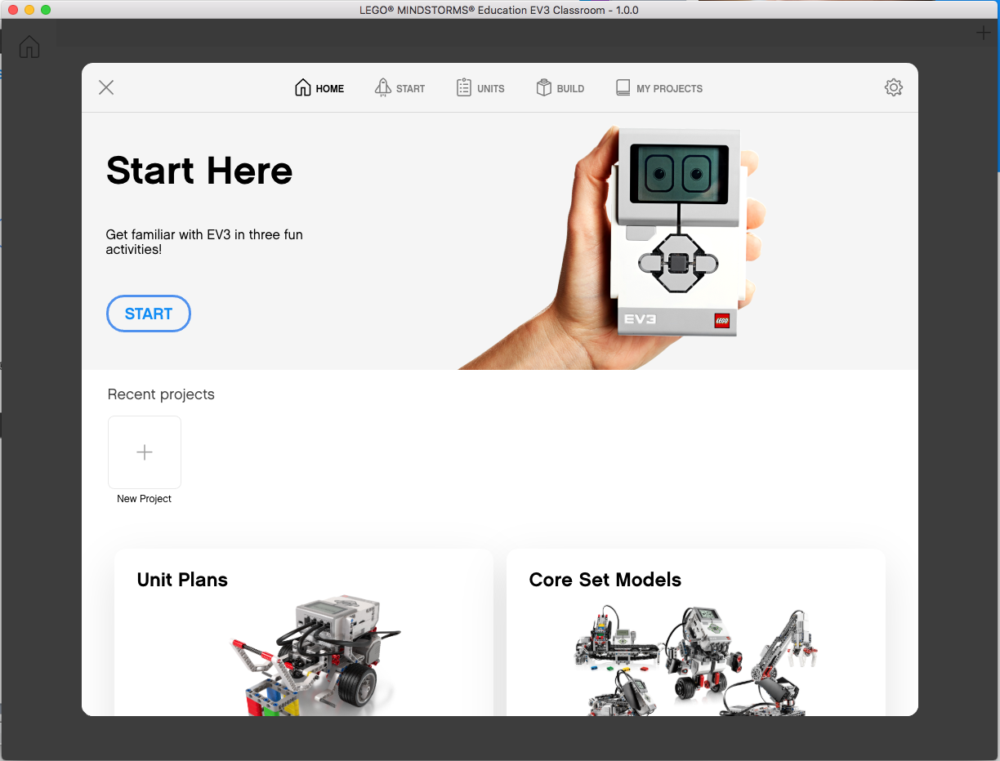 LEGO® MINDSTORMS® Education EV3 Classroom - 1.0.0
HOME
START
UNITS
BUILD
MY PROJECTS
Start Here
Get familiar with EV3 in three fun
activities!
START
EV3
LEGO
Recent projects
New Project
Unit Plans
Core Set Models